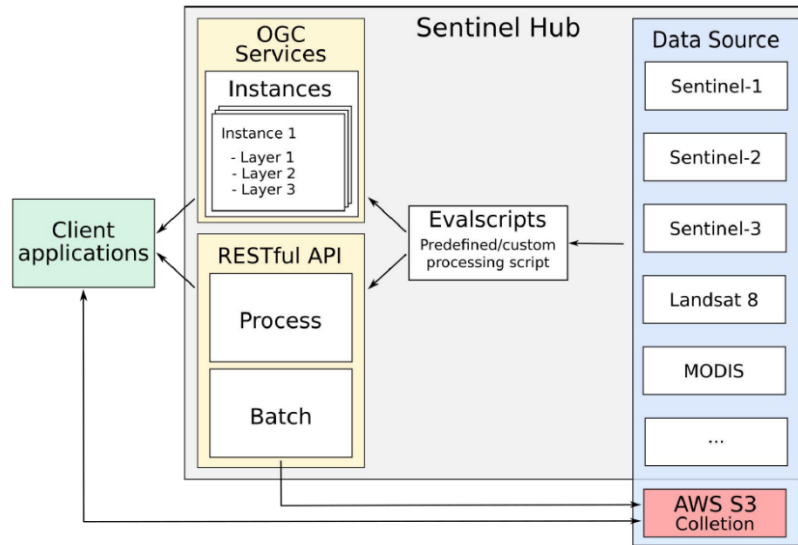 Sentinel Hub
OGC
Services
Instances
Instance 1
- Layer 1
- Layer 2
- Layer 3
Client
applications
RESTful API
Process
Batch
Evalscripts
Predefined/custom
processing script
Data Source
Sentinel-1
Sentinel-2
Sentinel-3
Landsat 8
MODIS
...
AWS S3
Colletion